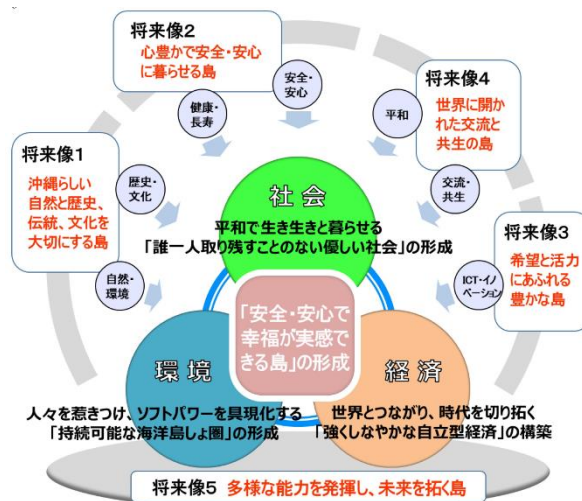 将来像2
心豊かで安全・安心
に暮らせる島
安全・
安心
健康・
長寿
平和
将来像4
世界に開か
れた交流と
共生の島
将来像1
沖縄らしい
自然と歴史、
伝統、文化を
大切にする島
歴史・
文化
交流・
共生
自然・
環境
ICT・イノ
ベーション
将来像3
希望と活力
にあふれる
豊かな島
社会
平和で生き生きと暮らせる
「誰一人取り残すことのない優しい社会」の形成
「安全・安心で
幸福が実感で
きる島」の形成
環境
人々を惹きつけ、ソフトパワーを具現化する
「持続可能な海洋島しょ圏」の形成
経済
世界とつながり、時代を切り拓く
「強くしなやかな自立型経済」の構築
将来像5 多様な能力を発揮し、未来を拓く島